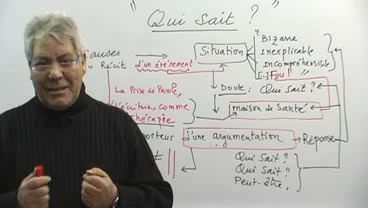 "Qui sait ?"
Causes
Récit d'un événement
Situation
Bizarre
Inexplicable
Incompréhensible
fou
La Prise de Parole,
l'écriture, comme
thérapie
Doute: Qui sait ?
maison de Santé
d'une argumentation
Réponse
Qui Sait ?
Qui Sait ?
Peut-être,